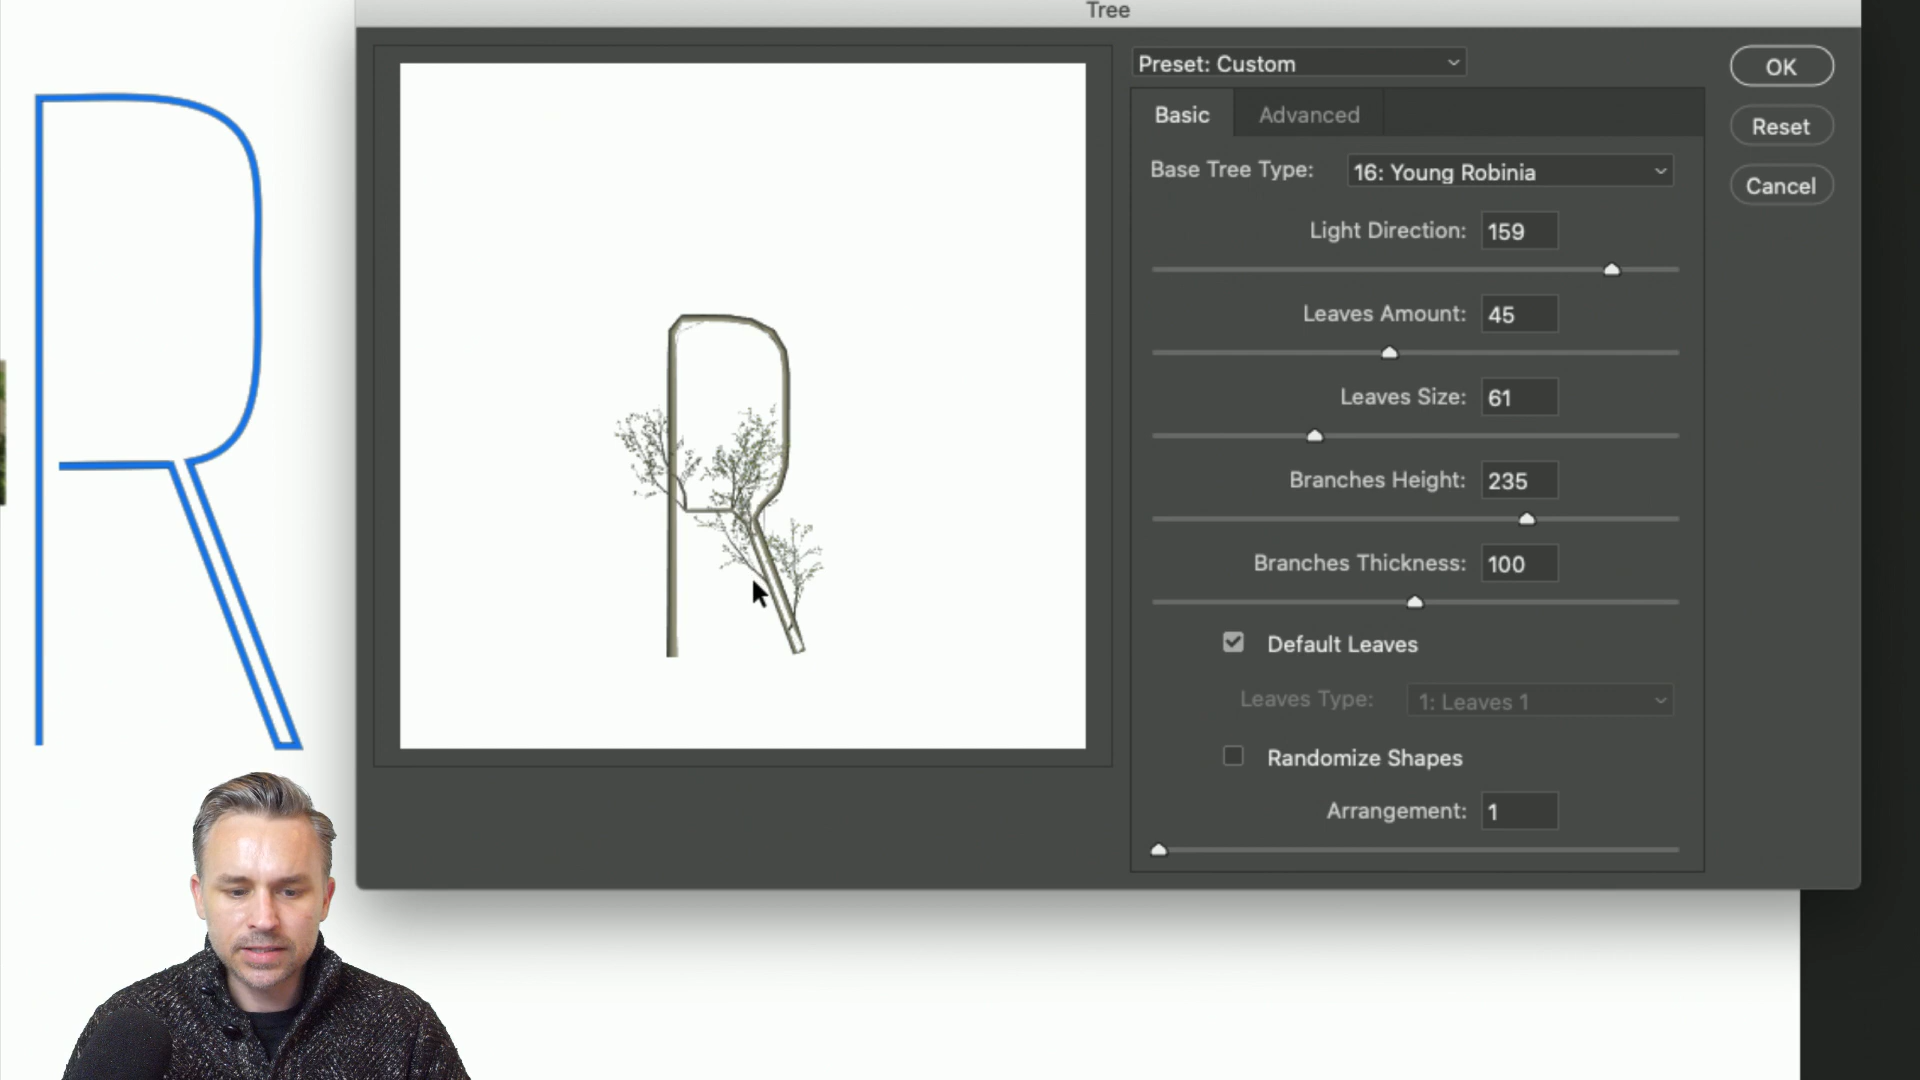 Tree
Preset: Custom
OK
Basic
Advanced
Reset
Base Tree Type:
16: Young Robinia
Cancel
Light Direction:
159
Leaves Amount:
45
Leaves Size:
61
Branches Height:
235
Branches Thickness:
100
Default Leaves
Leaves Type:
1: Leaves 1
Randomize Shapes
Arrangement:
1
R